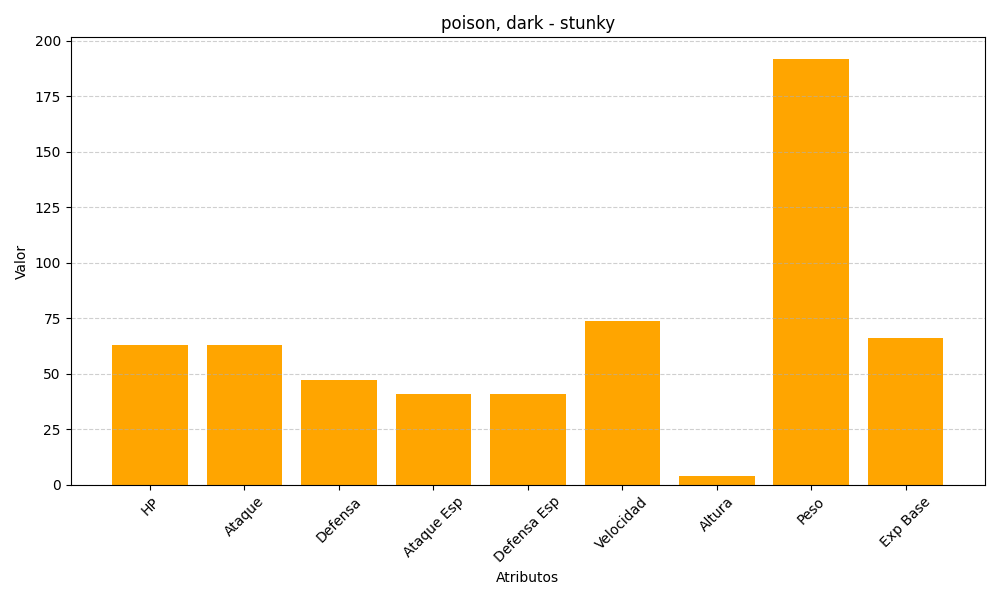 poison, dark - stunky
Valor
200
175
150
125
100
75
50
25
0
HP
Ataque
Defensa
Ataque Esp
Defensa Esp
Velocidad
Altura
Peso
Exp Base
Atributos